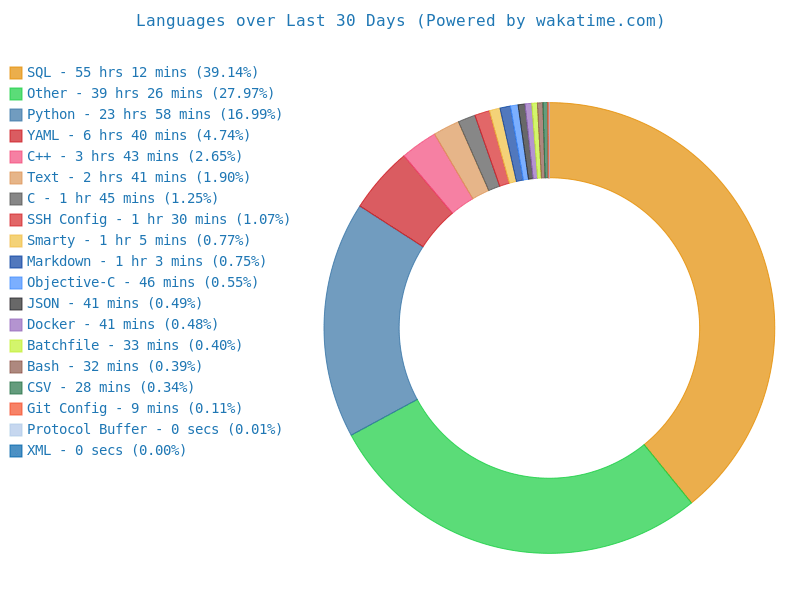 Languages over Last 30 Days (Powered by wakatime.com)
SQL - 55 hrs 12 mins (39.14%)
Other - 39 hrs 26 mins (27.97%)
Python - 23 hrs 58 mins (16.99%)
YAML - 6 hrs 40 mins (4.74%)
C++ - 3 hrs 43 mins (2.65%)
Text - 2 hrs 41 mins (1.90%)
C - 1 hr 45 mins (1.25%)
SSH Config - 1 hr 30 mins (1.07%)
Smarty - 1 hr 5 mins (0.77%)
Markdown - 1 hr 3 mins (0.75%)
Objective-C - 46 mins (0.55%)
JSON - 41 mins (0.49%)
Docker - 41 mins (0.48%)
Batchfile - 33 mins (0.40%)
Bash - 32 mins (0.39%)
CSV - 28 mins (0.34%)
Git Config - 9 mins (0.11%)
Protocol Buffer - 0 secs (0.01%)
XML - 0 secs (0.00%)